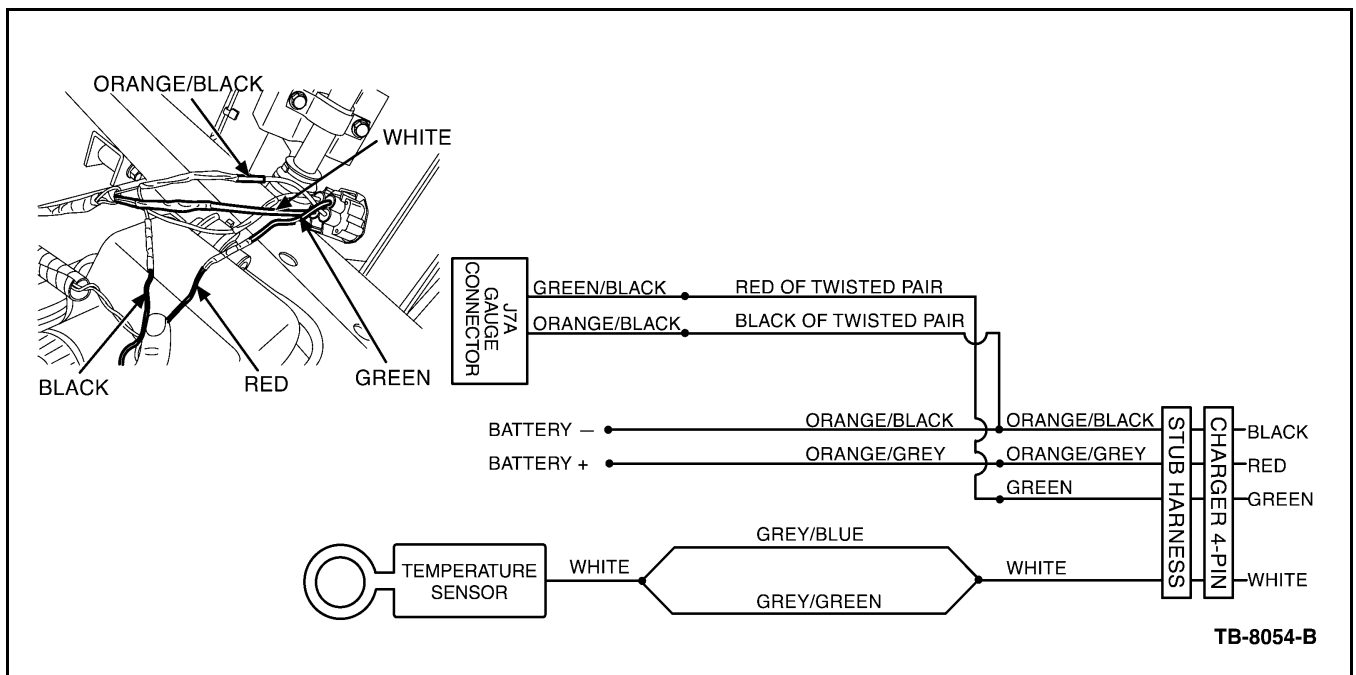 ORANGE/BLACK
WHITE
BLACK
RED
GREEN
J7A
GAUGE
CONNECTOR
GREEN/BLACK
RED OF TWISTED PAIR
ORANGE/BLACK
BLACK OF TWISTED PAIR
BATTERY –
ORANGE/BLACK
ORANGE/BLACK
BLACK
BATTERY +
ORANGE/GREY
ORANGE/GREY
RED
GREEN
GREEN
STUB HARNESS
CHARGER 4-PIN
TEMPERATURE
SENSOR
WHITE
GREY/BLUE
GREY/GREEN
WHITE
WHITE
TB-8054-B